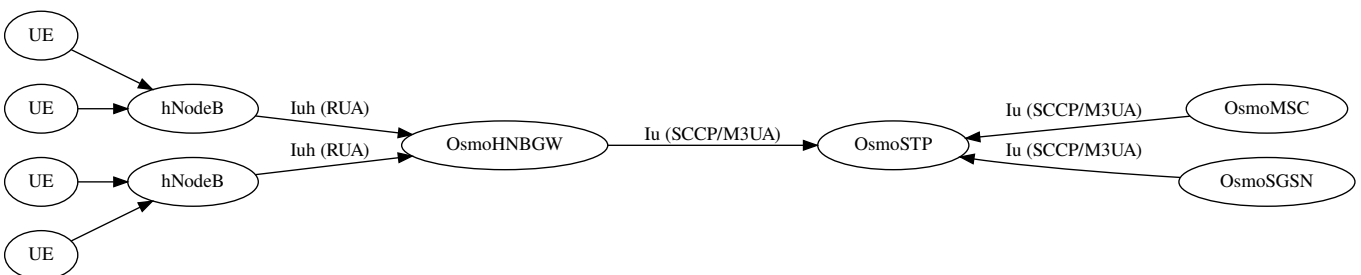 UE
UE
UE
UE
hNodeB
hNodeB
Iuh (RUA)
Iuh (RUA)
OsmoHNBGW
Iu (SCCP/M3UA)
OsmoSTP
Iu (SCCP/M3UA)
Iu (SCCP/M3UA)
OsmoMSC
OsmoSGSN